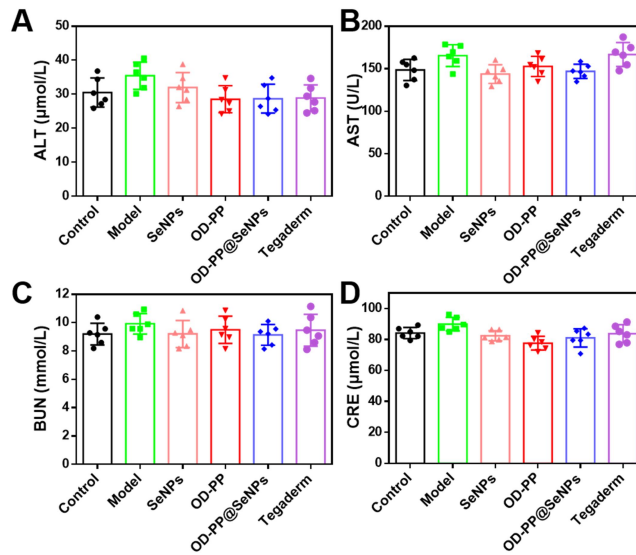 A
ALT (μmol/L)
50
40
30
20
10
0
Control
Model
SeNPs
OD-PP
OD-PP@SeNPs
Tegaderm
B
AST (U/L)
200
150
100
50
0
Control
Model
SeNPs
OD-PP
OD-PP@SeNPs
Tegaderm
C
BUN (mmol/L)
12
10
8
6
4
2
0
Control
Model
SeNPs
OD-PP
OD-PP@SeNPs
Tegaderm
D
CRE (μmol/L)
100
80
60
40
20
0
Control
Model
SeNPs
OD-PP
OD-PP@SeNPs
Tegaderm